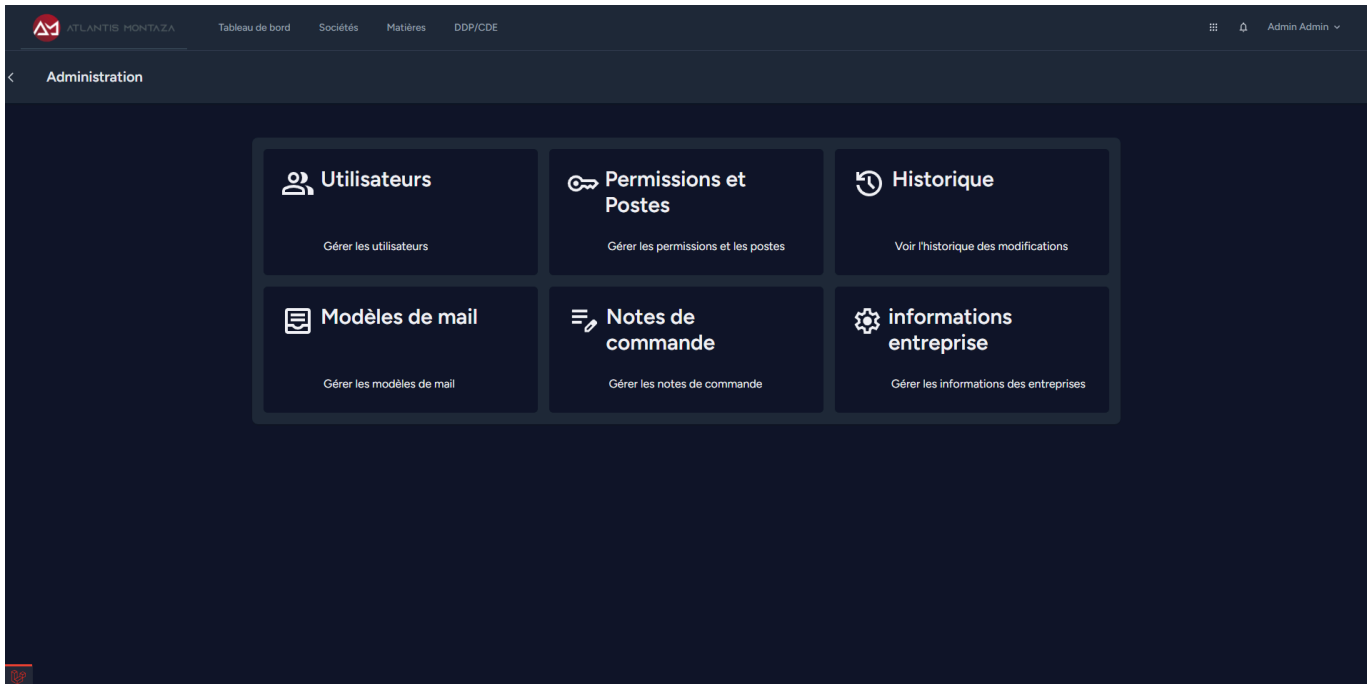 ATLANTIS MONTAZA
Tableau de bord Sociétés Matières DDP/CDE Admin Admin
Administration
Utilisateurs
Gérer les utilisateurs
Permissions et
Postes
Gérer les permissions et les postes
Historique
Voir l'historique des modifications
Modèles de mail
Gérer les modèles de mail
Notes de
commande
Gérer les notes de commande
informations
entreprise
Gérer les informations des entreprises